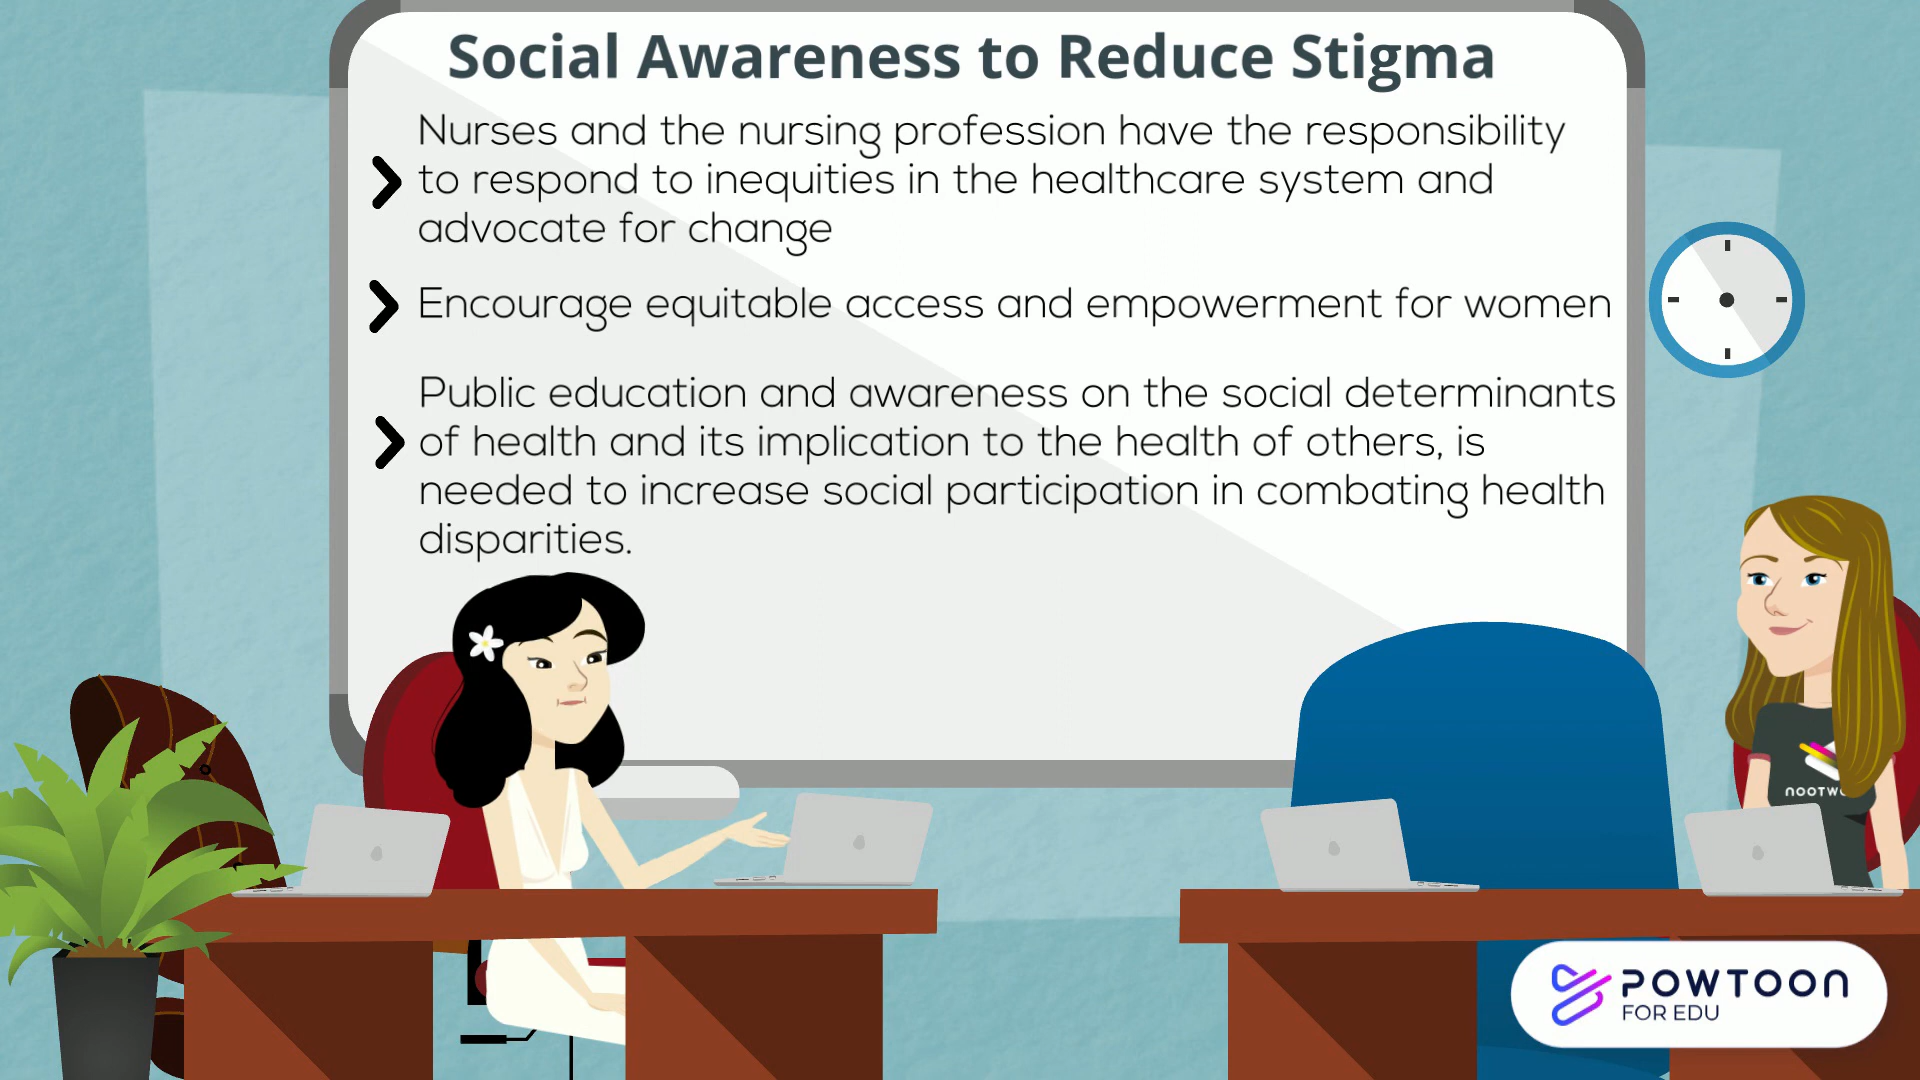 Social Awareness to Reduce Stigma
Nurses and the nursing profession have the responsibility
to respond to inequities in the healthcare system and
advocate for change
Encourage equitable access and empowerment for women
Public education and awareness on the social determinants
of health and its implication to the health of others, is
needed to increase social participation in combating health
disparities.
POWTOON
FOR EDU